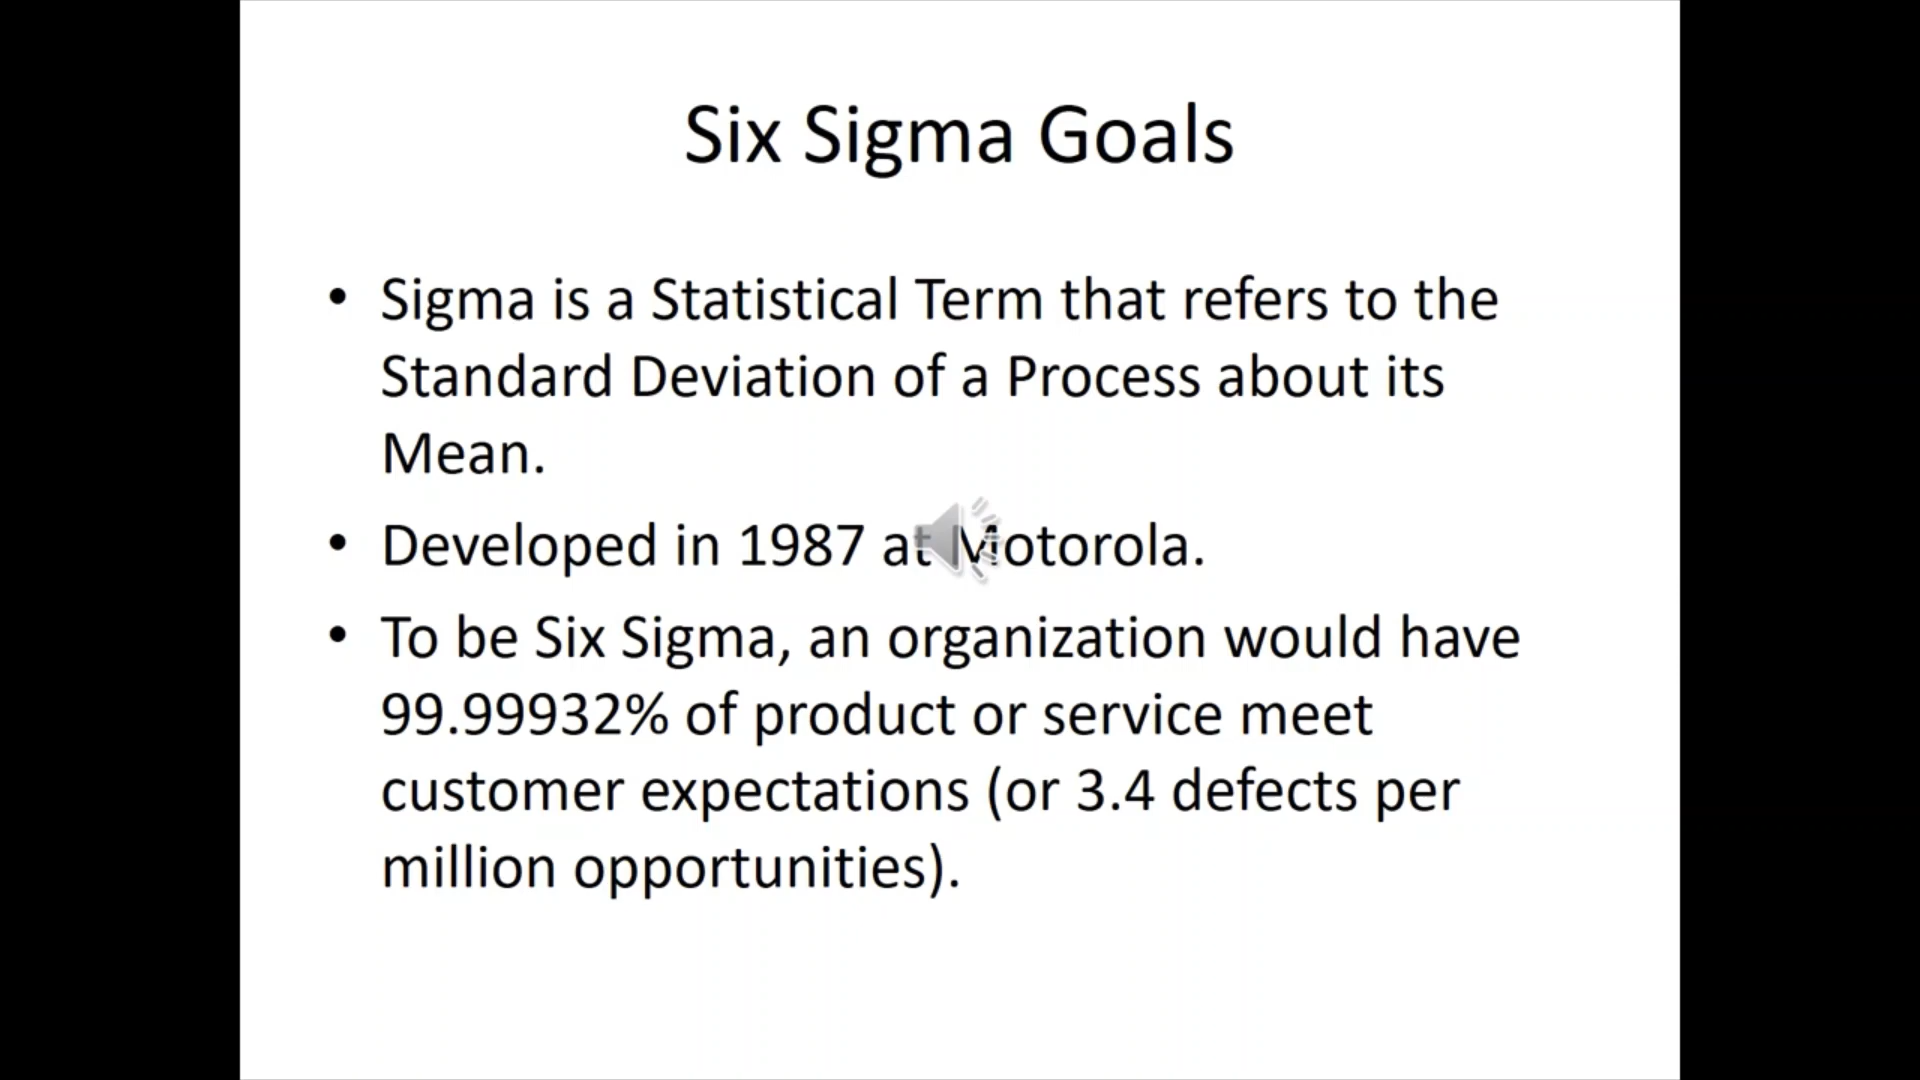 Six Sigma Goals
• Sigma is a Statistical Term that refers to the
Standard Deviation of a Process about its
Mean.
• Developed in 1987 at Motorola.
• To be Six Sigma, an organization would have
99.99932% of product or service meet
customer expectations (or 3.4 defects per
million opportunities).